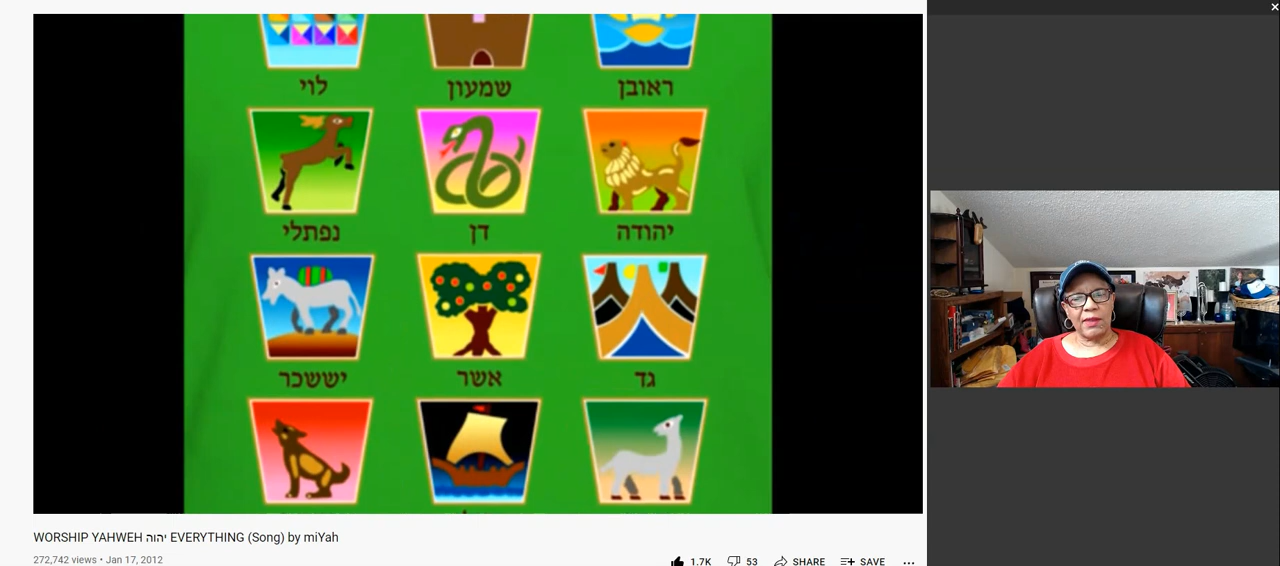 לוי שמעון ראובן
נפתלי דן יהודה
יששכר אשר גד
WORSHIP YAHWEH יהוה EVERYTHING (Song) by miYah
272,742 views • Jan 17, 2012
1.7K 53 SHARE SAVE